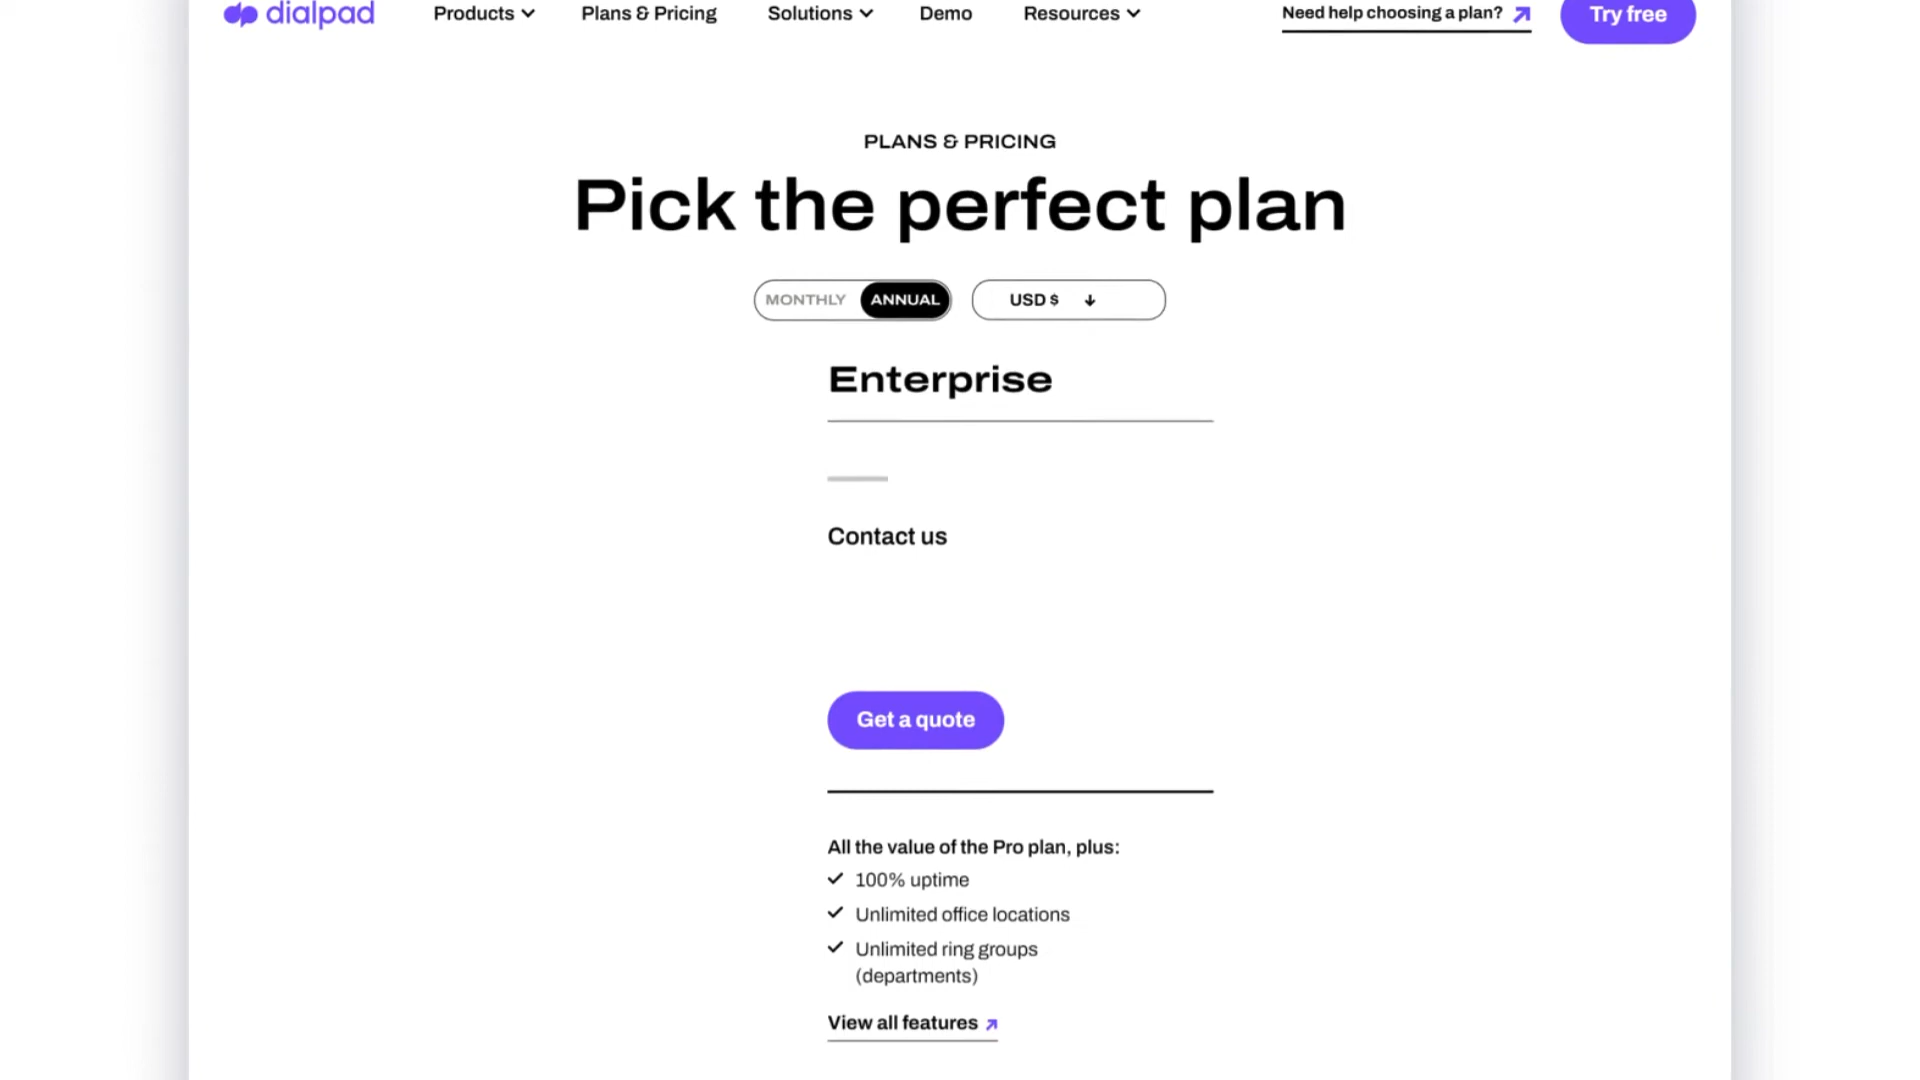 dialpad Products Plans & Pricing Solutions Demo Resources Need help choosing a plan? Try free
PLANS & PRICING
Pick the perfect plan
MONTHLY ANNUAL USD $
Enterprise
Contact us
Get a quote
All the value of the Pro plan, plus:
100% uptime
Unlimited office locations
Unlimited ring groups
(departments)
View all features